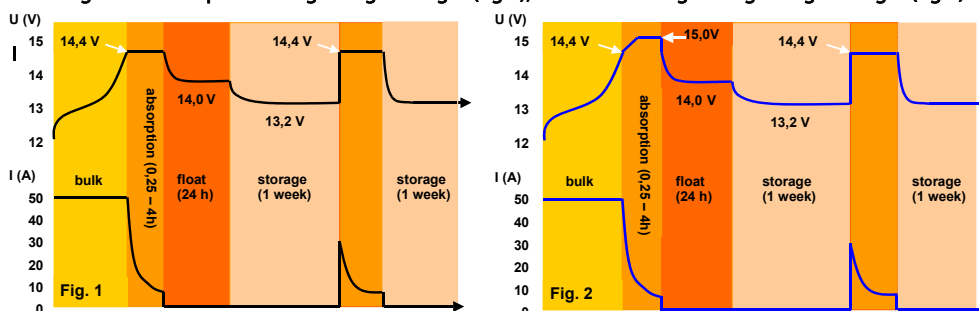 U (V)
15
14
13
12
I
14,4 V
14,0 V
13,2 V
14,4 V
I (A)
50
40
30
20
10
0
bulk
absorption (0,25 – 4h)
float
(24 h)
storage
(1 week)
storage
(1 week)
Fig. 1
U (V)
15
14
13
12
14,4 V
15,0V
14,0 V
13,2 V
14,4 V
I (A)
50
40
30
20
10
0
bulk
absorption (0,25 – 4h)
float
(24 h)
storage
(1 week)
storage
(1 week)
Fig. 2